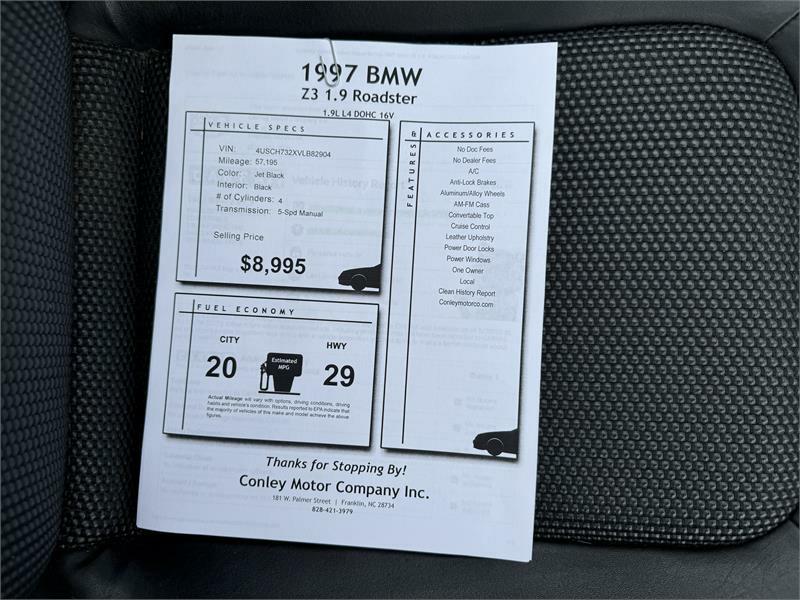 1997 BMW
Z3 1.9 Roadster
1.9L L4 DOHC 16V
VEHICLE SPECS
VIN: 4USCH732XVLB82904
Mileage: 57,195
Color: Jet Black
Interior: Black
# of Cylinders: 4
Transmission: 5-Spd Manual
Selling Price
$8,995
FUEL ECONOMY
CITY
20
Estimated
MPG
HWY
29
Actual Mileage will vary with options, driving conditions, driving
habits and vehicle's condition. Results reported to EPA indicate that
the majority of vehicles of this make and model achieve the above
figures.
& ACCESSORIES
FEATURES
No Doc Fees
No Dealer Fees
A/C
Anti-Lock Brakes
Aluminum/Alloy Wheels
AM-FM Cass
Convertable Top
Cruise Control
Leather Upholstry
Power Door Locks
Power Windows
One Owner
Local
Clean History Report
Conleymotorco.com
Thanks for Stopping By!
Conley Motor Company Inc.
181 W. Palmer Street | Franklin, NC 28734
828-421-3979
Vehicle History Report